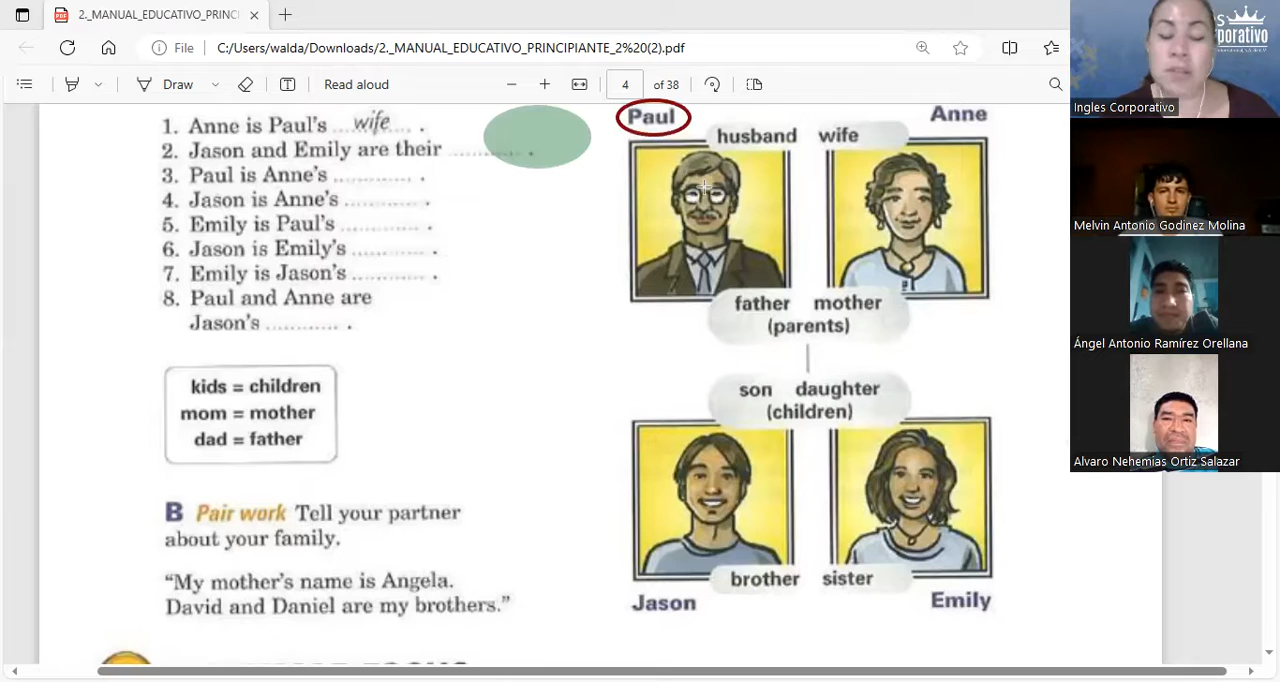 2._MANUAL_EDUCATIVO_PRINCI
File
C:/Users/walda/Downloads/2._MANUAL_EDUCATIVO_PRINCIPIANTE_2%20(2).pdf
Draw
Read aloud
4 of 38
1. Anne is Paul's ....wife.... .
2. Jason and Emily are their ............ .
3. Paul is Anne's ............ .
4. Jason is Anne's ............ .
5. Emily is Paul's ............ .
6. Jason is Emily's ............ .
7. Emily is Jason's ............ .
8. Paul and Anne are
Jason's ............ .
kids = children
mom = mother
dad = father
B Pair work Tell your partner
about your family.
"My mother's name is Angela.
David and Daniel are my brothers."
Paul
Anne
husband wife
father mother
(parents)
son daughter
(children)
brother sister
Jason
Emily
rporativo
Ingles Corporativo
Melvin Antonio Godinez Molina
Ángel Antonio Ramírez Orellana
Alvaro Nehemías Ortiz Salazar